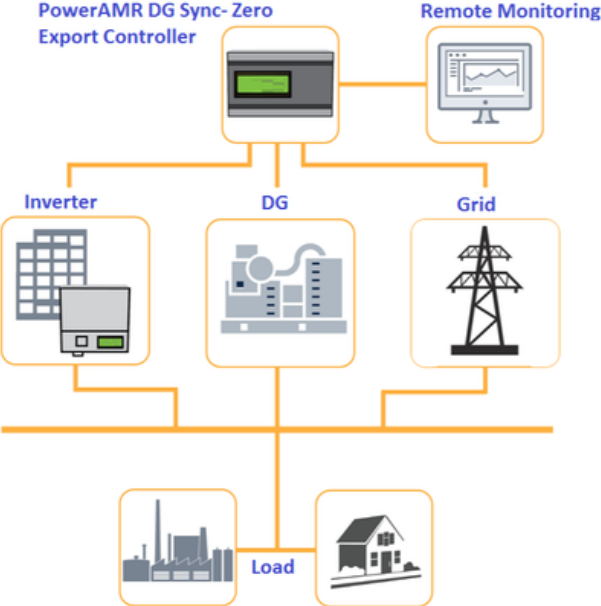 PowerAMR DG Sync- Zero
Export Controller
Remote Monitoring
Inverter
DG
Grid
Load